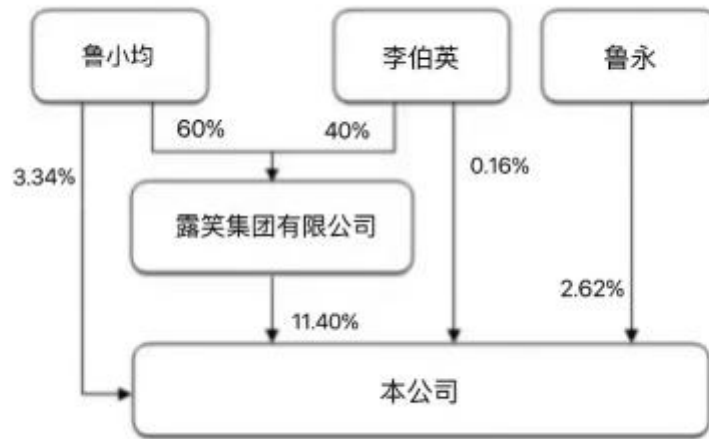 鲁小均
李伯英
鲁永
60%
40%
3.34%
0.16%
露笑集团有限公司
2.62%
11.40%
本公司